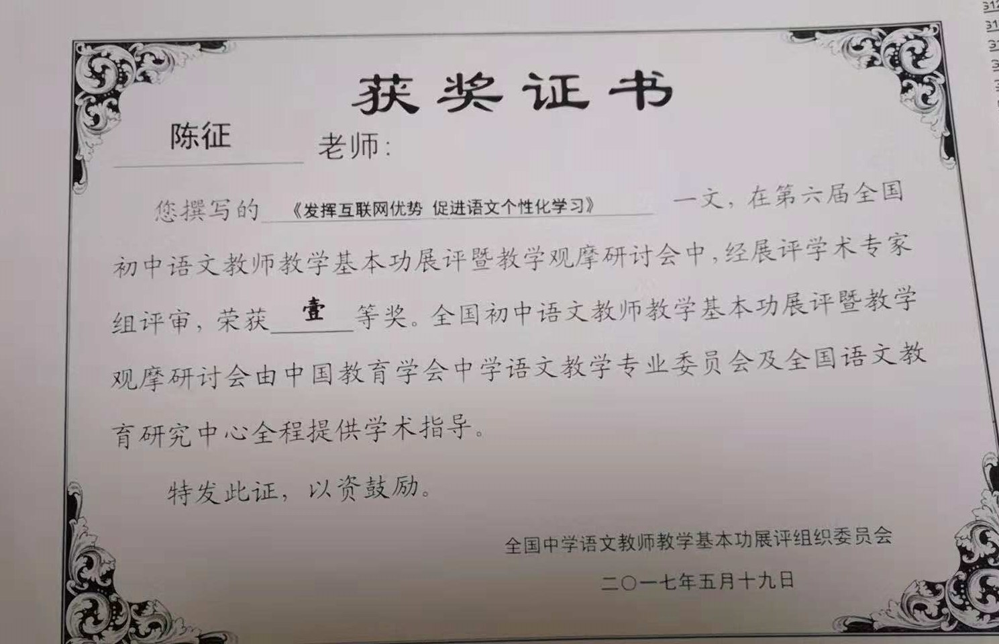 获奖证书
陈征 老师：
您撰写的 《发挥互联网优势 促进语文个性化学习》 一文，在第六届全国
初中语文教师教学基本功展评暨教学观摩研讨会中，经展评学术专家
组评审，荣获 壹 等奖。全国初中语文教师教学基本功展评暨教学
观摩研讨会由中国教育学会中学语文教学专业委员会及全国语文教
育研究中心全程提供学术指导。
特发此证，以资鼓励。
全国中学语文教师教学基本功展评组织委员会
二〇一七年五月十九日